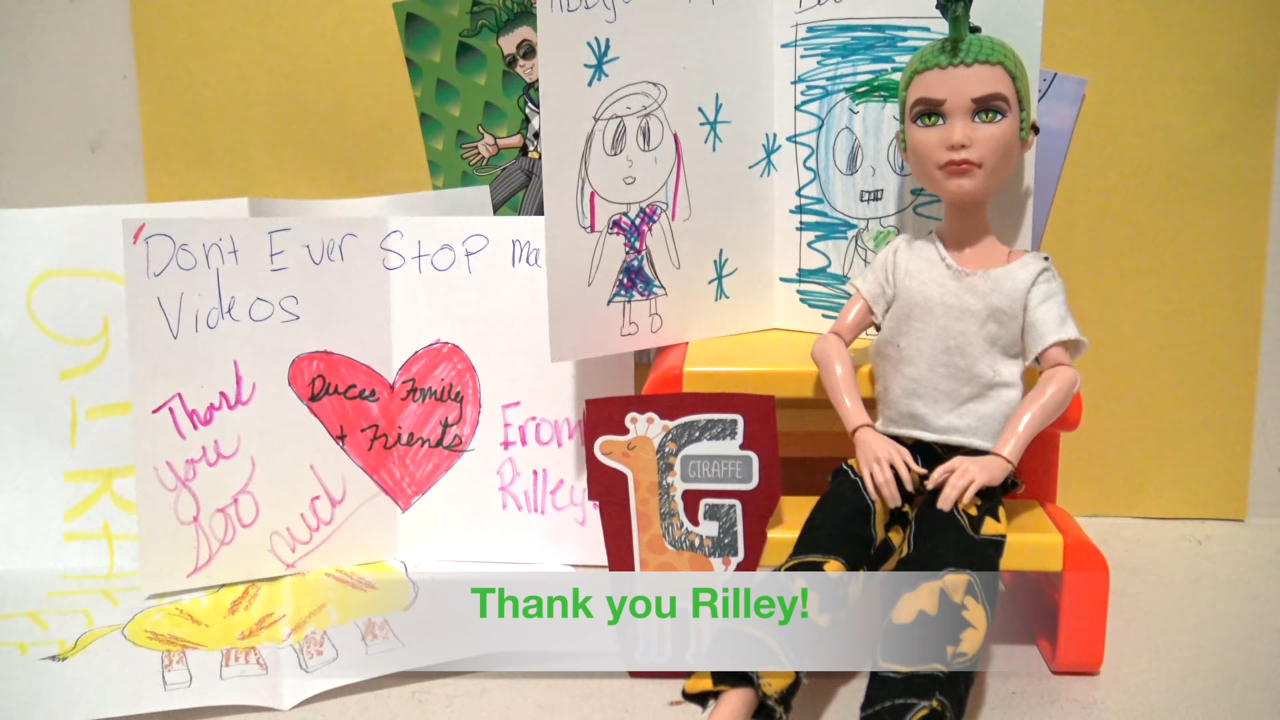 Don't Ever Stop Ma
Videos
Thank
you
Soo
much
Duces Family
+ Friends
From
Rilley
G
GIRAFFE
Thank you Rilley!